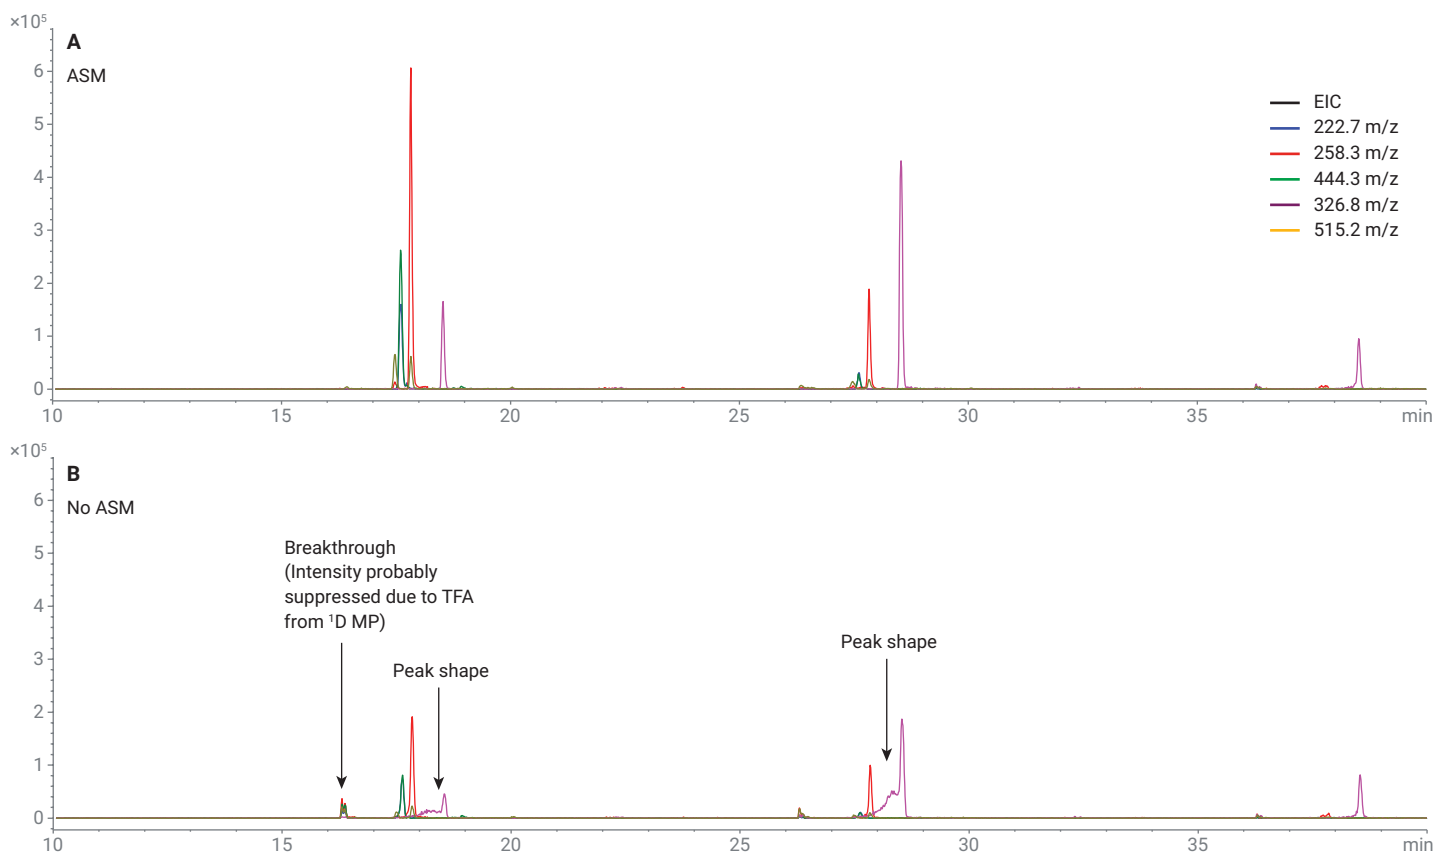 ×10⁵
A
ASM
6
5
4
3
2
1
0
EIC
222.7 m/z
258.3 m/z
444.3 m/z
326.8 m/z
515.2 m/z
10 15 20 25 30 35 min
×10⁵
B
No ASM
6
5
4
3
2
1
0
Breakthrough
(Intensity probably
suppressed due to TFA
from ¹D MP)
Peak shape
Peak shape
10 15 20 25 30 35 min